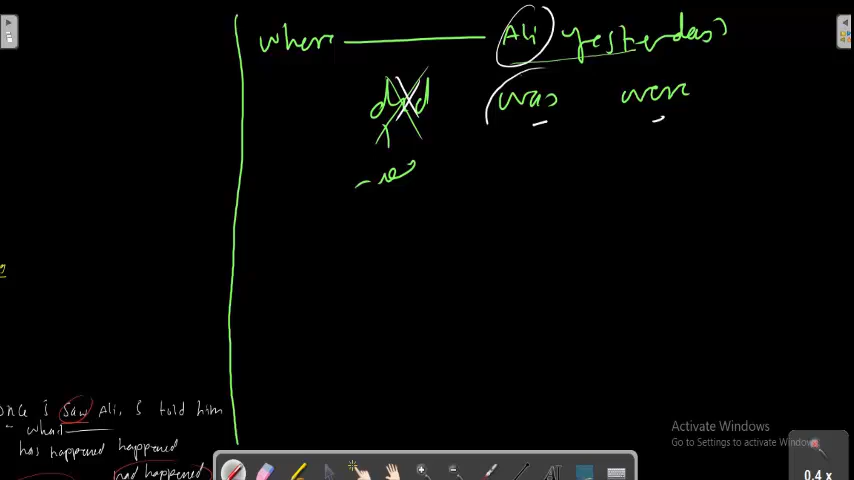 where ________ Ali yesterday?
did was were
once I saw Ali, I told him
what
has happened happened
had happened
Activate Windows
Go to Settings to activate Windows.
0.4 x